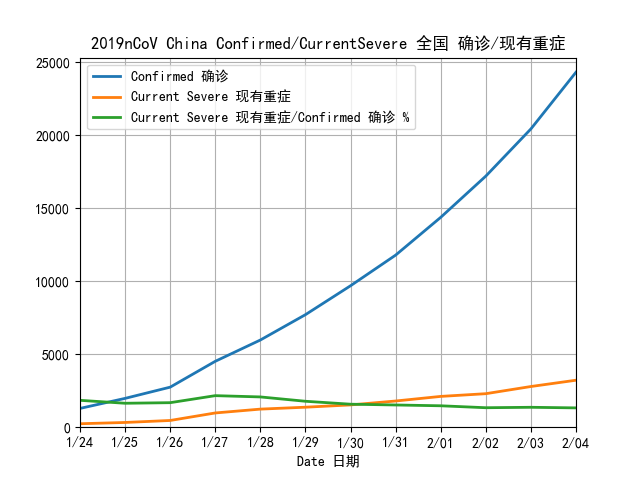 2019nCoV China Confirmed/CurrentSevere 全国 确诊/现有重症
Confirmed 确诊
Current Severe 现有重症
Current Severe 现有重症/Confirmed 确诊 %
25000
20000
15000
10000
5000
0
1/24 1/25 1/26 1/27 1/28 1/29 1/30 1/31 2/01 2/02 2/03 2/04
Date 日期